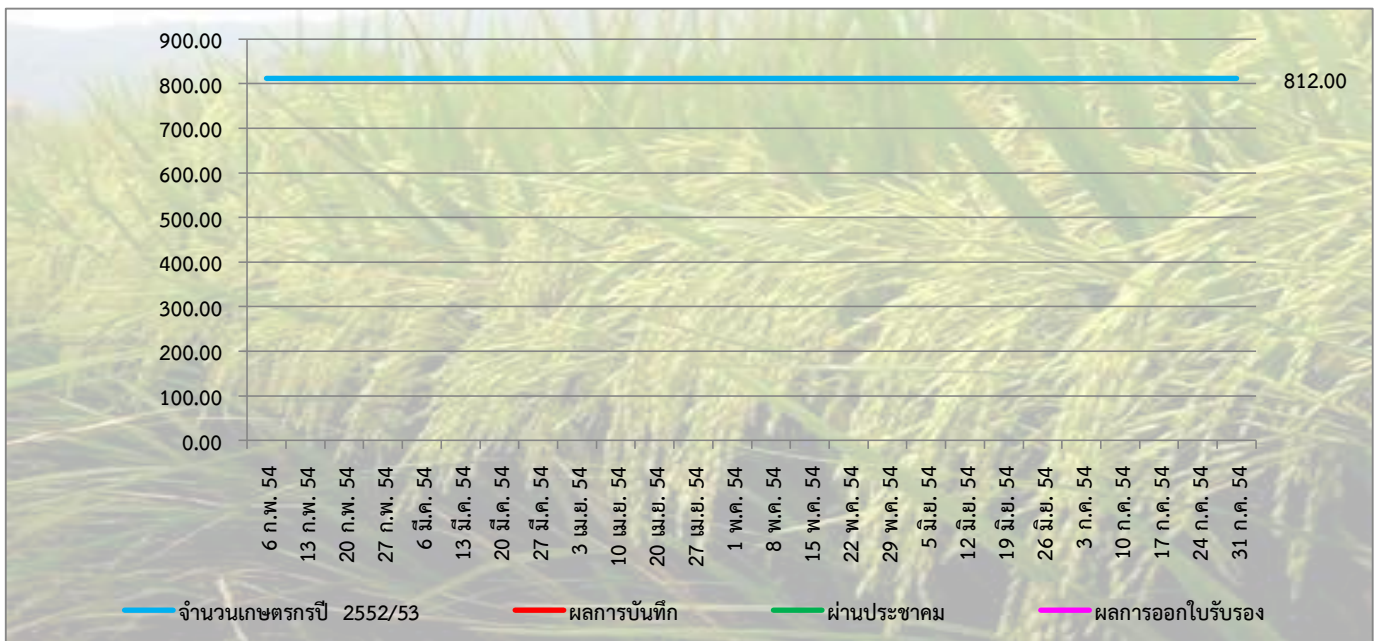 900.00
800.00
700.00
600.00
500.00
400.00
300.00
200.00
100.00
0.00
812.00
6 ก.พ. 54
13 ก.พ. 54
20 ก.พ. 54
27 ก.พ. 54
6 มี.ค. 54
13 มี.ค. 54
20 มี.ค. 54
27 มี.ค. 54
3 เม.ย. 54
10 เม.ย. 54
20 เม.ย. 54
27 เม.ย. 54
1 พ.ค. 54
8 พ.ค. 54
15 พ.ค. 54
22 พ.ค. 54
29 พ.ค. 54
5 มิ.ย. 54
12 มิ.ย. 54
19 มิ.ย. 54
26 มิ.ย. 54
3 ก.ค. 54
10 ก.ค. 54
17 ก.ค. 54
24 ก.ค. 54
31 ก.ค. 54
จำนวนเกษตรกรปี 2552/53
ผลการบันทึก
ผ่านประชาคม
ผลการออกใบรับรอง